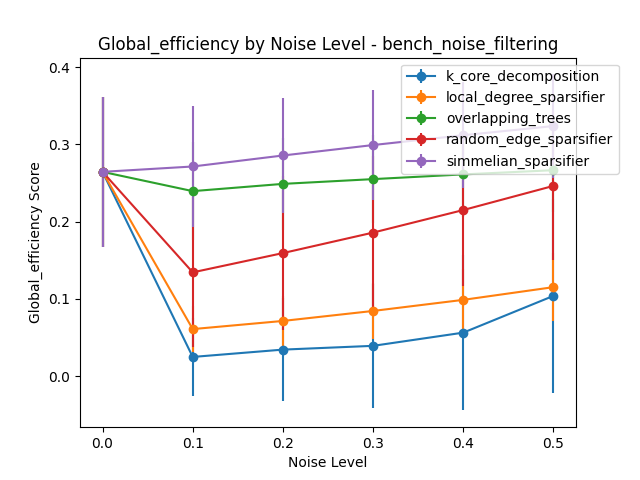 Global_efficiency by Noise Level - bench_noise_filtering
k_core_decomposition
local_degree_sparsifier
overlapping_trees
random_edge_sparsifier
simmelian_sparsifier
Global_efficiency Score
0.4
0.3
0.2
0.1
0.0
0.0 0.1 0.2 0.3 0.4 0.5
Noise Level